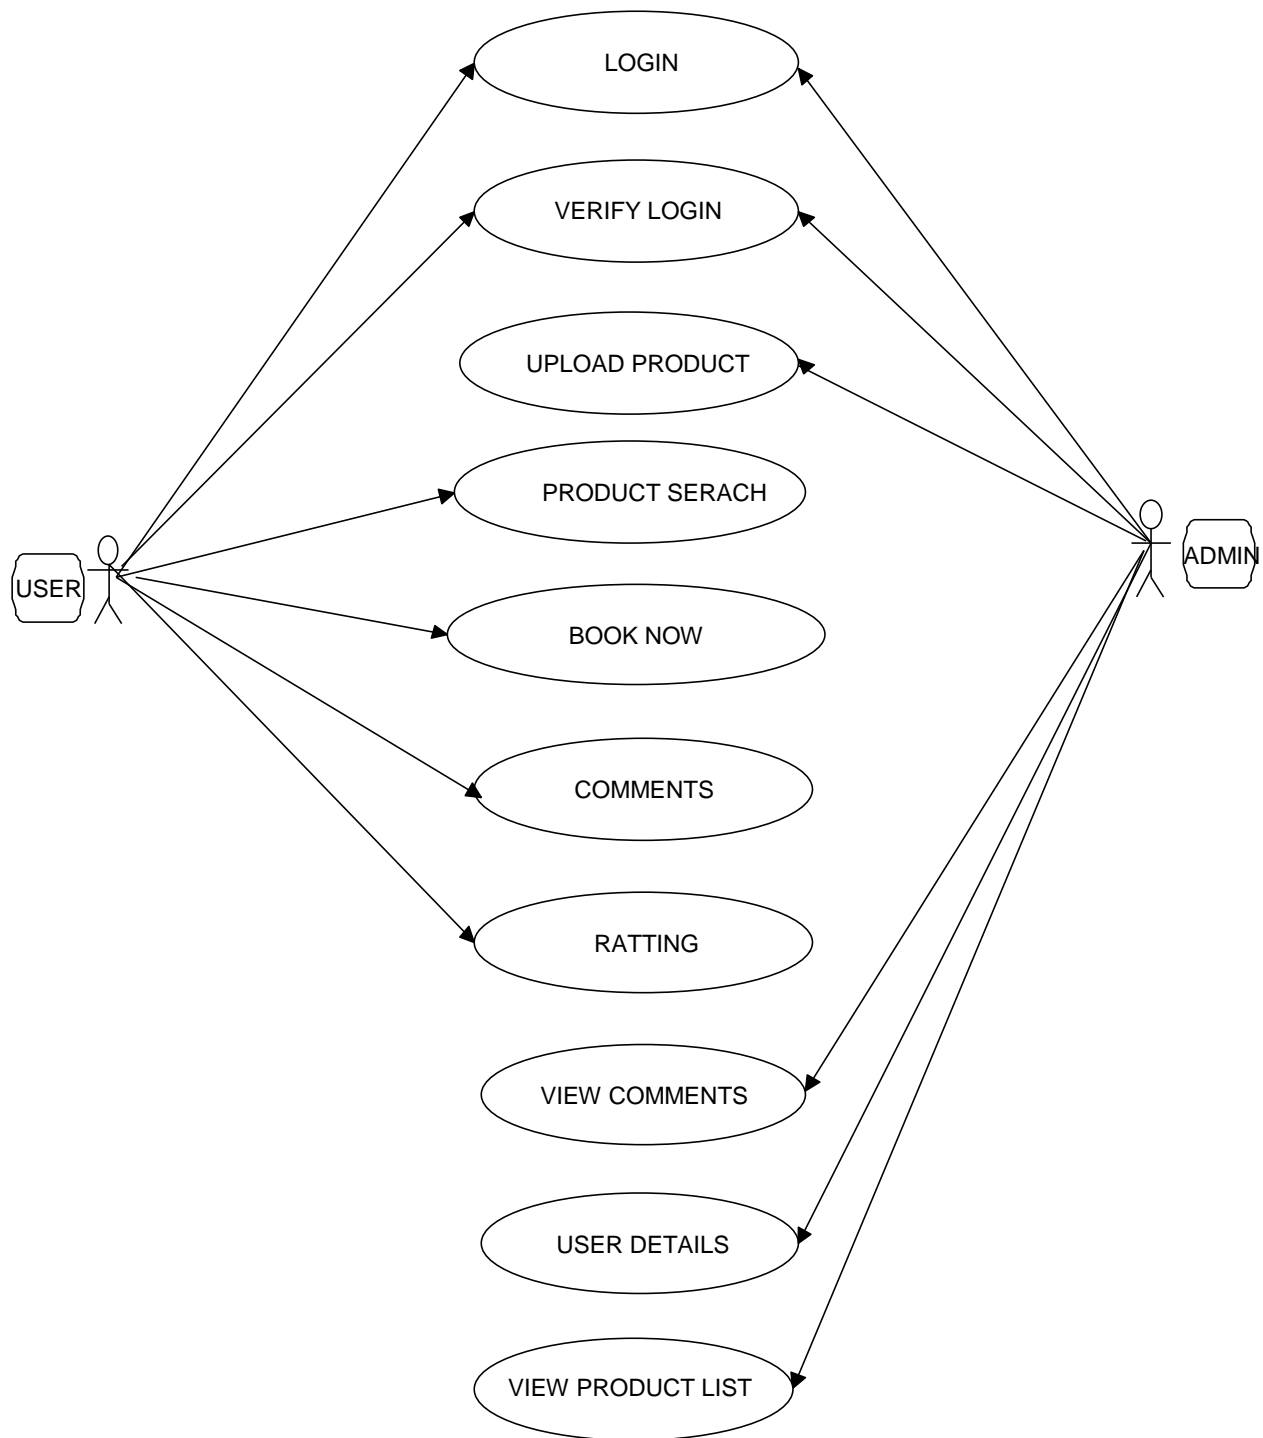 LOGIN
VERIFY LOGIN
UPLOAD PRODUCT
PRODUCT SERACH
USER
ADMIN
BOOK NOW
COMMENTS
RATTING
VIEW COMMENTS
USER DETAILS
VIEW PRODUCT LIST